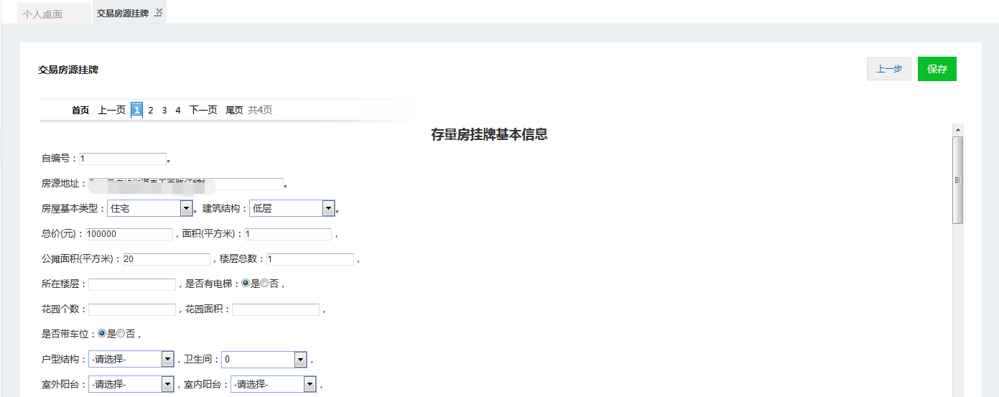 个人桌面 交易房源挂牌
交易房源挂牌 上一步 保存
首页 上一页 1 2 3 4 下一页 尾页 共4页
存量房挂牌基本信息
自编号：1。
房源地址：。
房屋基本类型：住宅。建筑结构：低层。
总价(元)：100000，面积(平方米)：1，
公摊面积(平方米)：20，楼层总数：1，
所在楼层：，是否有电梯：是否，
花园个数：，花园面积：，
是否带车位：是否，
户型结构：-请选择-，卫生间：0，
室外阳台：-请选择-，室内阳台：-请选择-，